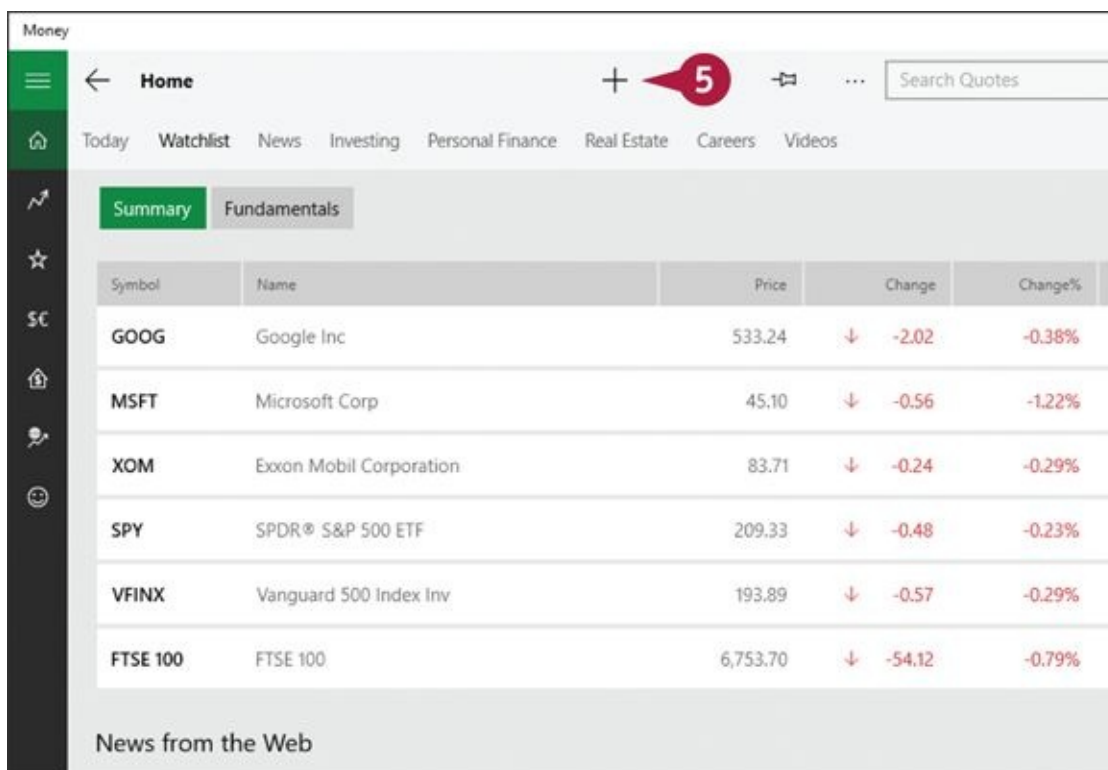 Money
Home + 5 ... Search Quotes
Today Watchlist News Investing Personal Finance Real Estate Careers Videos
Summary Fundamentals
Symbol Name Price Change Change%
GOOG Google Inc 533.24 ↓ -2.02 -0.38%
MSFT Microsoft Corp 45.10 ↓ -0.56 -1.22%
XOM Exxon Mobil Corporation 83.71 ↓ -0.24 -0.29%
SPY SPDR® S&P 500 ETF 209.33 ↓ -0.48 -0.23%
VFINX Vanguard 500 Index Inv 193.89 ↓ -0.57 -0.29%
FTSE 100 FTSE 100 6,753.70 ↓ -54.12 -0.79%
$€
News from the Web